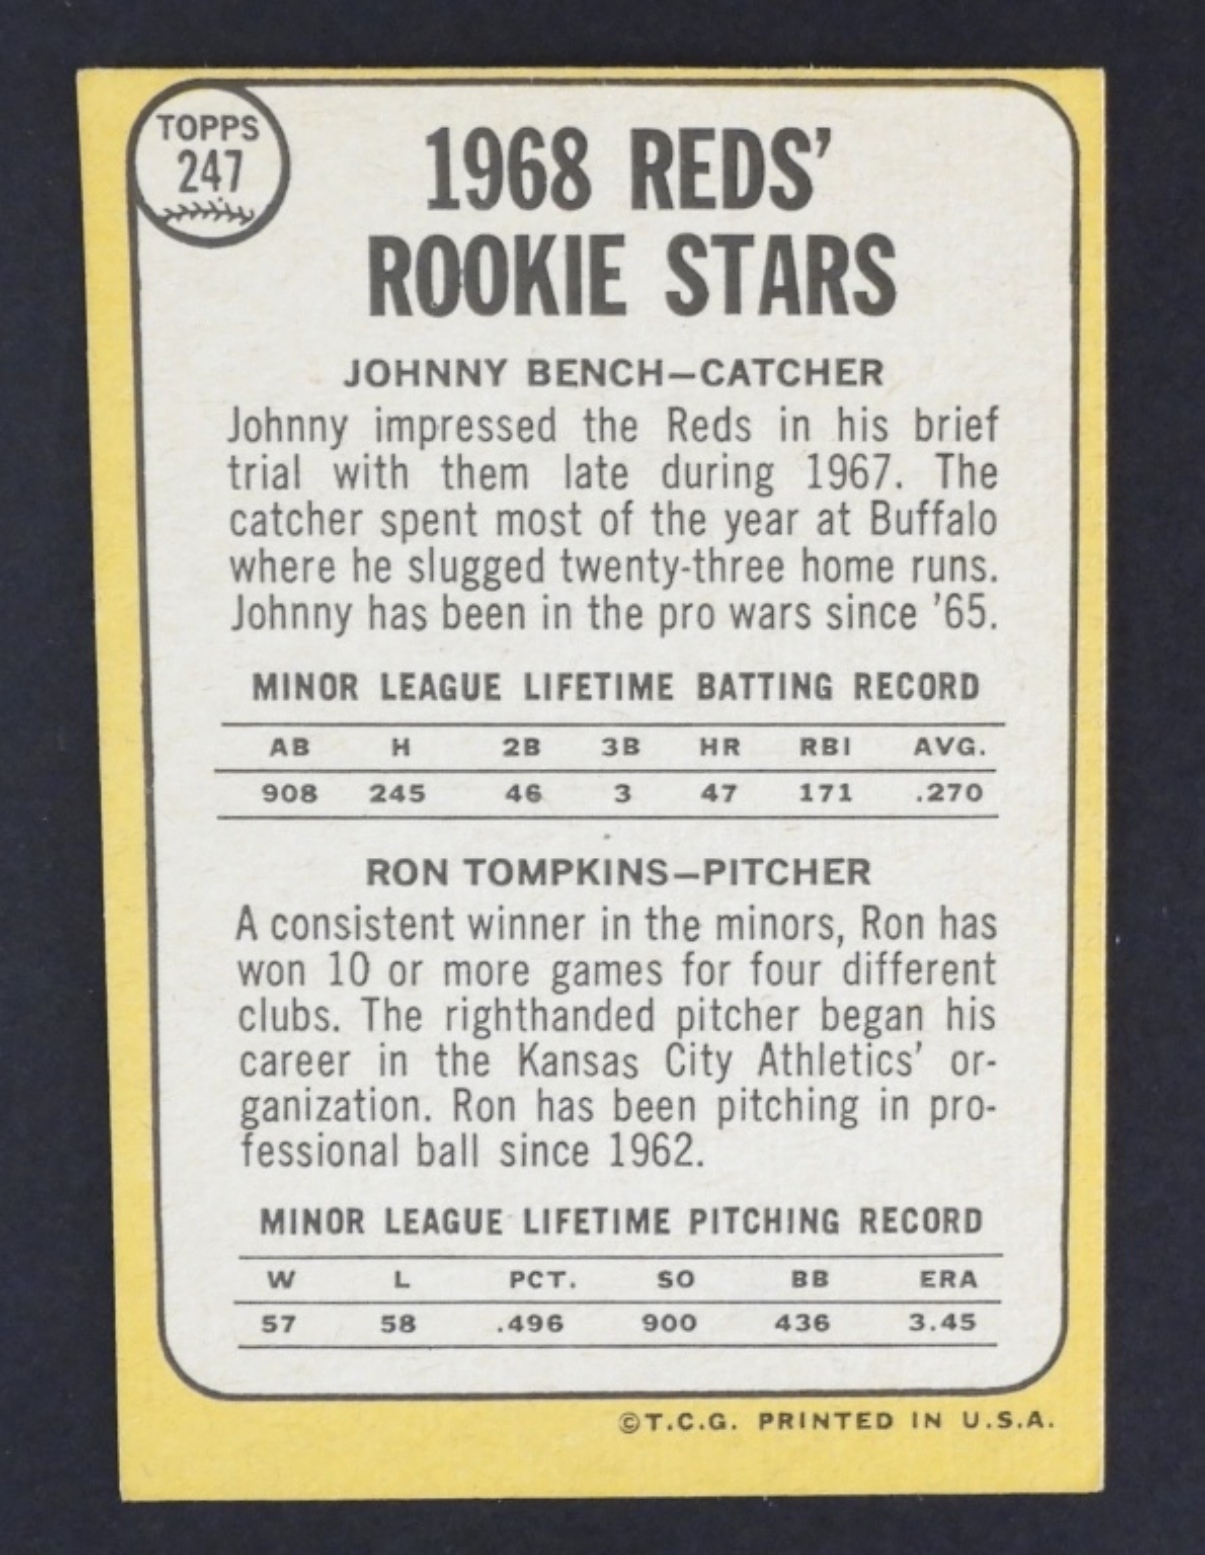 TOPPS
247
1968 REDS’
ROOKIE STARS
JOHNNY BENCH—CATCHER
Johnny impressed the Reds in his brief
trial with them late during 1967. The
catcher spent most of the year at Buffalo
where he slugged twenty-three home runs.
Johnny has been in the pro wars since ’65.
MINOR LEAGUE LIFETIME BATTING RECORD
AB H 2B 3B HR RBI AVG.
908 245 46 3 47 171 .270
RON TOMPKINS—PITCHER
A consistent winner in the minors, Ron has
won 10 or more games for four different
clubs. The righthanded pitcher began his
career in the Kansas City Athletics’ or-
ganization. Ron has been pitching in pro-
fessional ball since 1962.
MINOR LEAGUE LIFETIME PITCHING RECORD
W L PCT. SO BB ERA
57 58 .496 900 436 3.45
©T.C.G. PRINTED IN U.S.A.